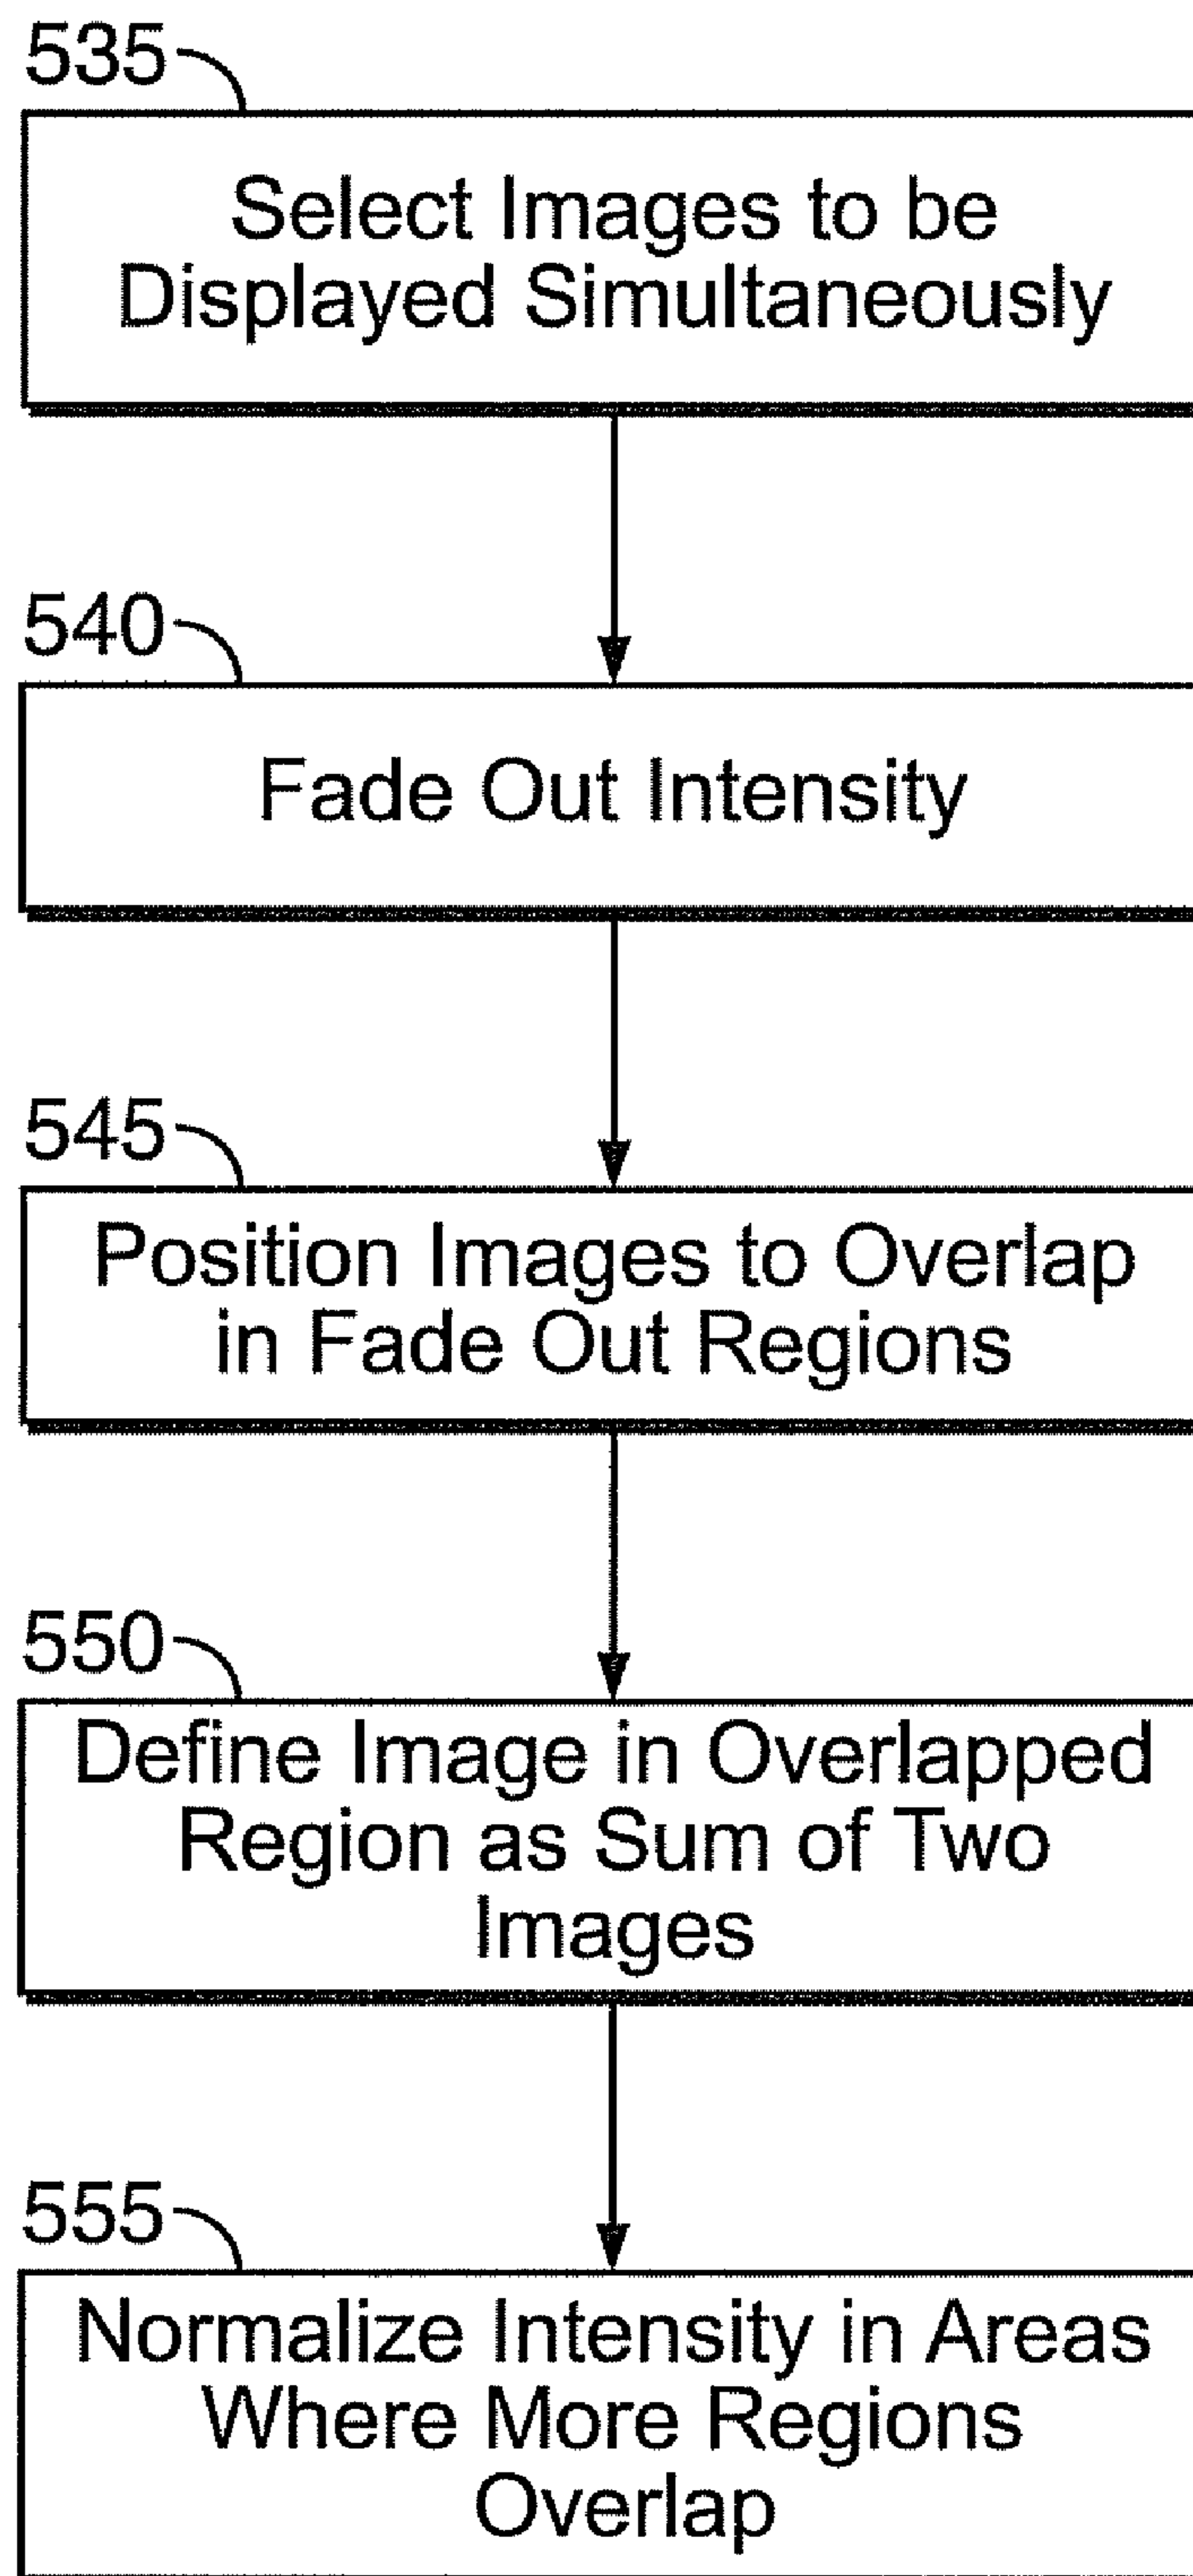 535
Select Images to be
Displayed Simultaneously
540
Fade Out Intensity
545
Position Images to Overlap
in Fade Out Regions
550
Define Image in Overlapped
Region as Sum of Two
Images
555
Normalize Intensity in Areas
Where More Regions
Overlap